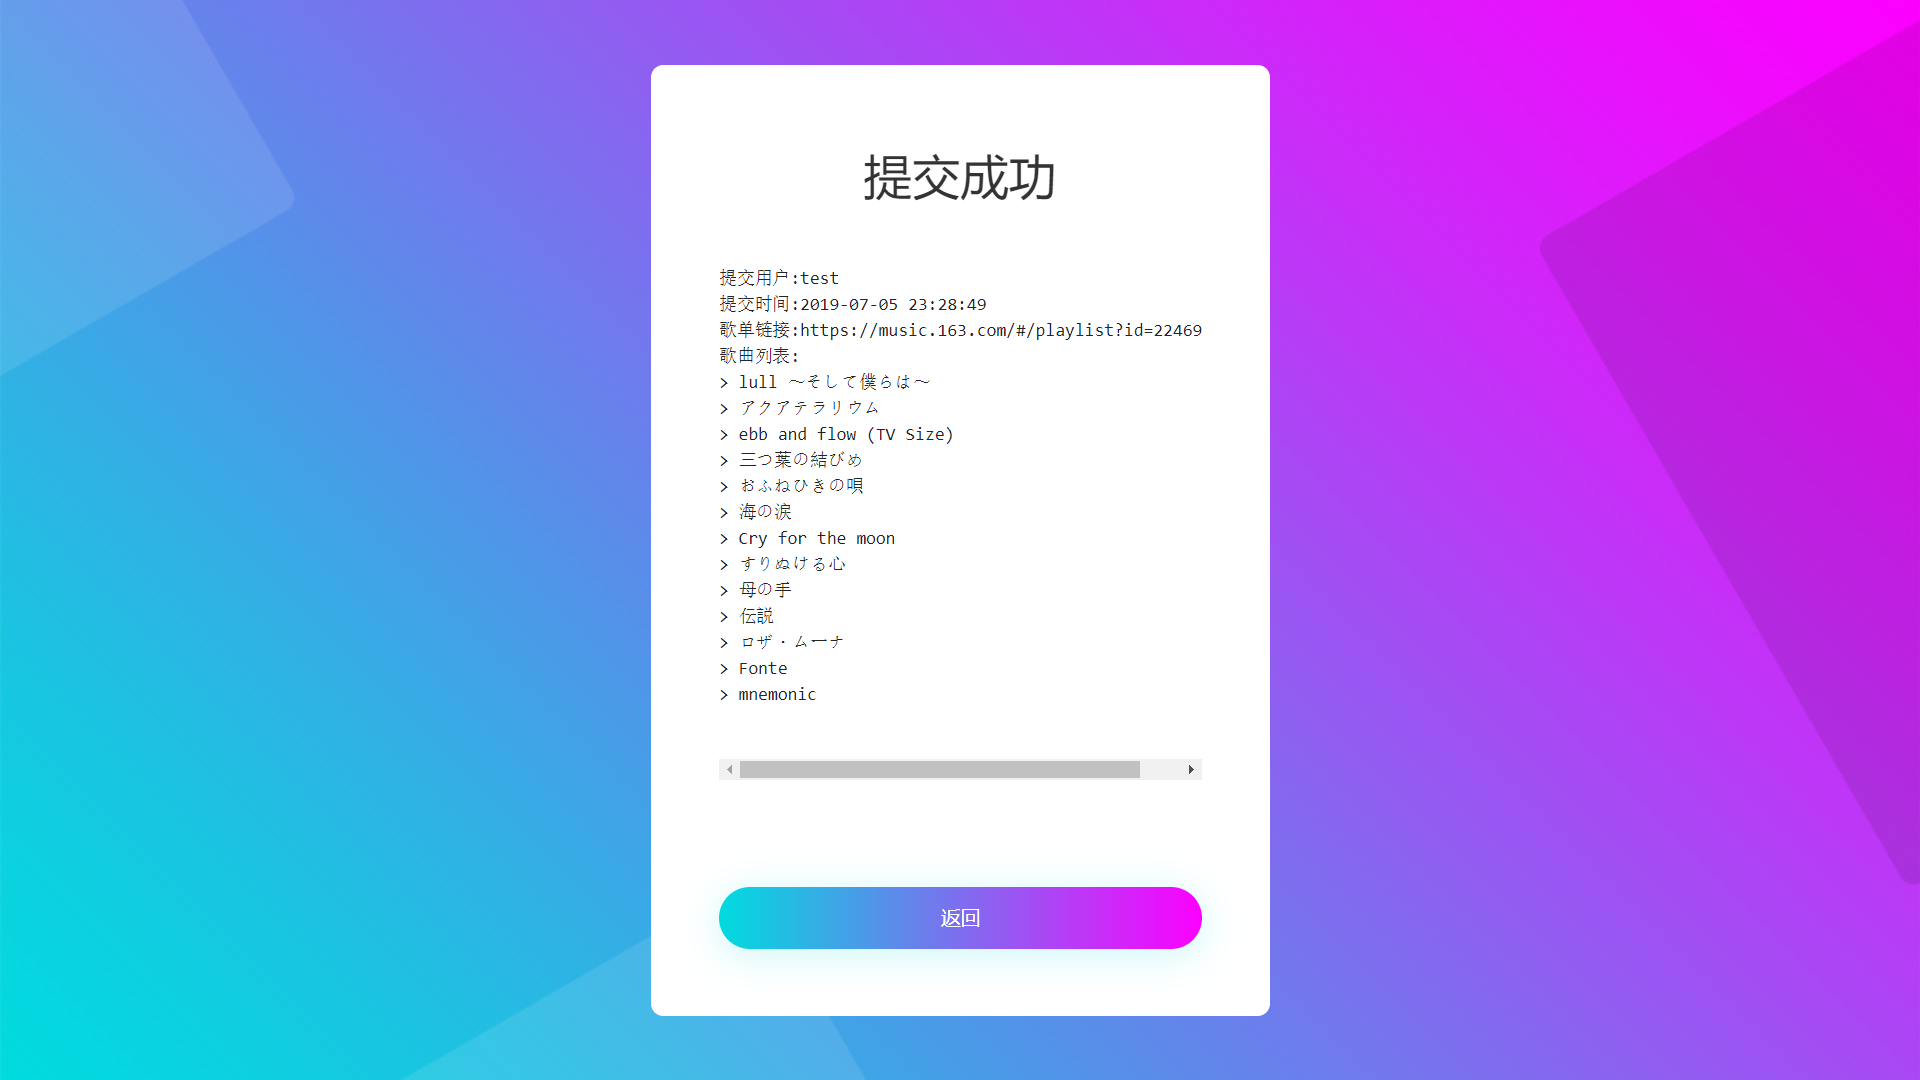 提交成功
提交用户:test
提交时间:2019-07-05 23:28:49
歌单链接:https://music.163.com/#/playlist?id=22469
歌曲列表:
> lull ～そして僕らは～
> アクアテラリウム
> ebb and flow (TV Size)
> 三つ葉の結びめ
> おふねひきの唄
> 海の涙
> Cry for the moon
> すりぬける心
> 母の手
> 伝説
> ロザ・ムーナ
> Fonte
> mnemonic
返回